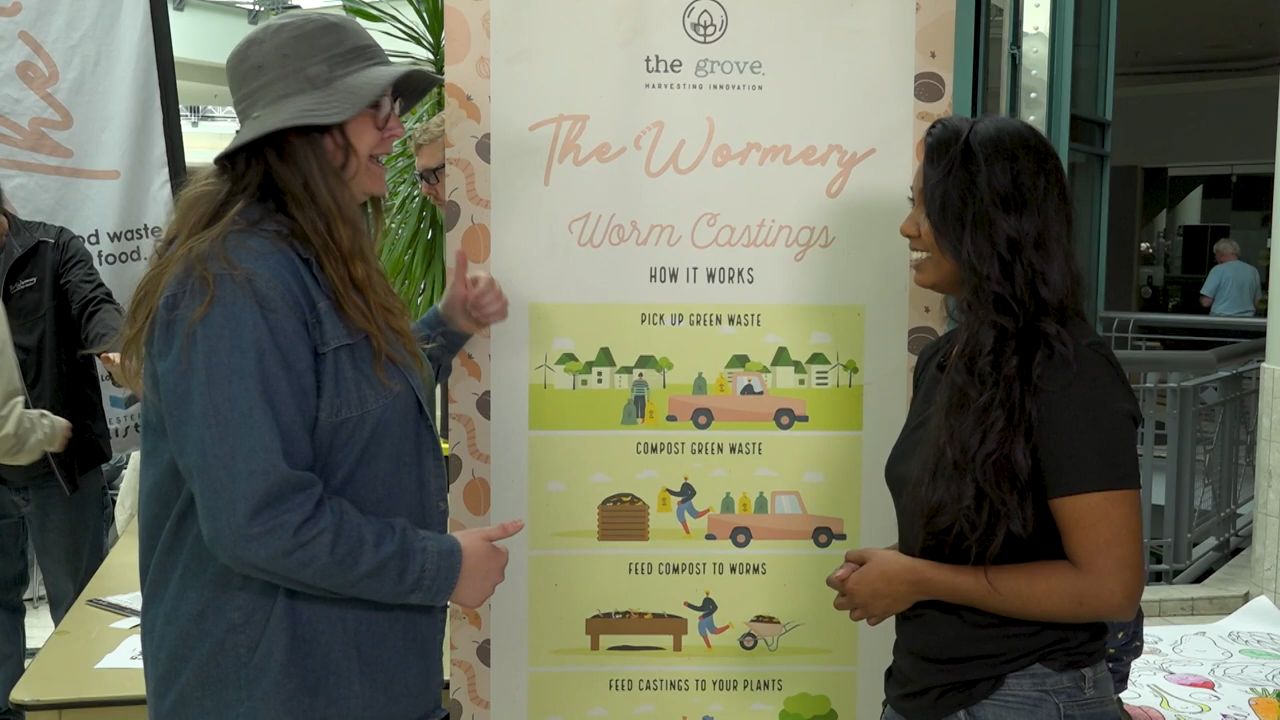 the grove.
HARVESTING INNOVATION
The Wormery
Worm Castings
HOW IT WORKS
PICK UP GREEN WASTE
COMPOST GREEN WASTE
FEED COMPOST TO WORMS
FEED CASTINGS TO YOUR PLANTS
The
waste
food.